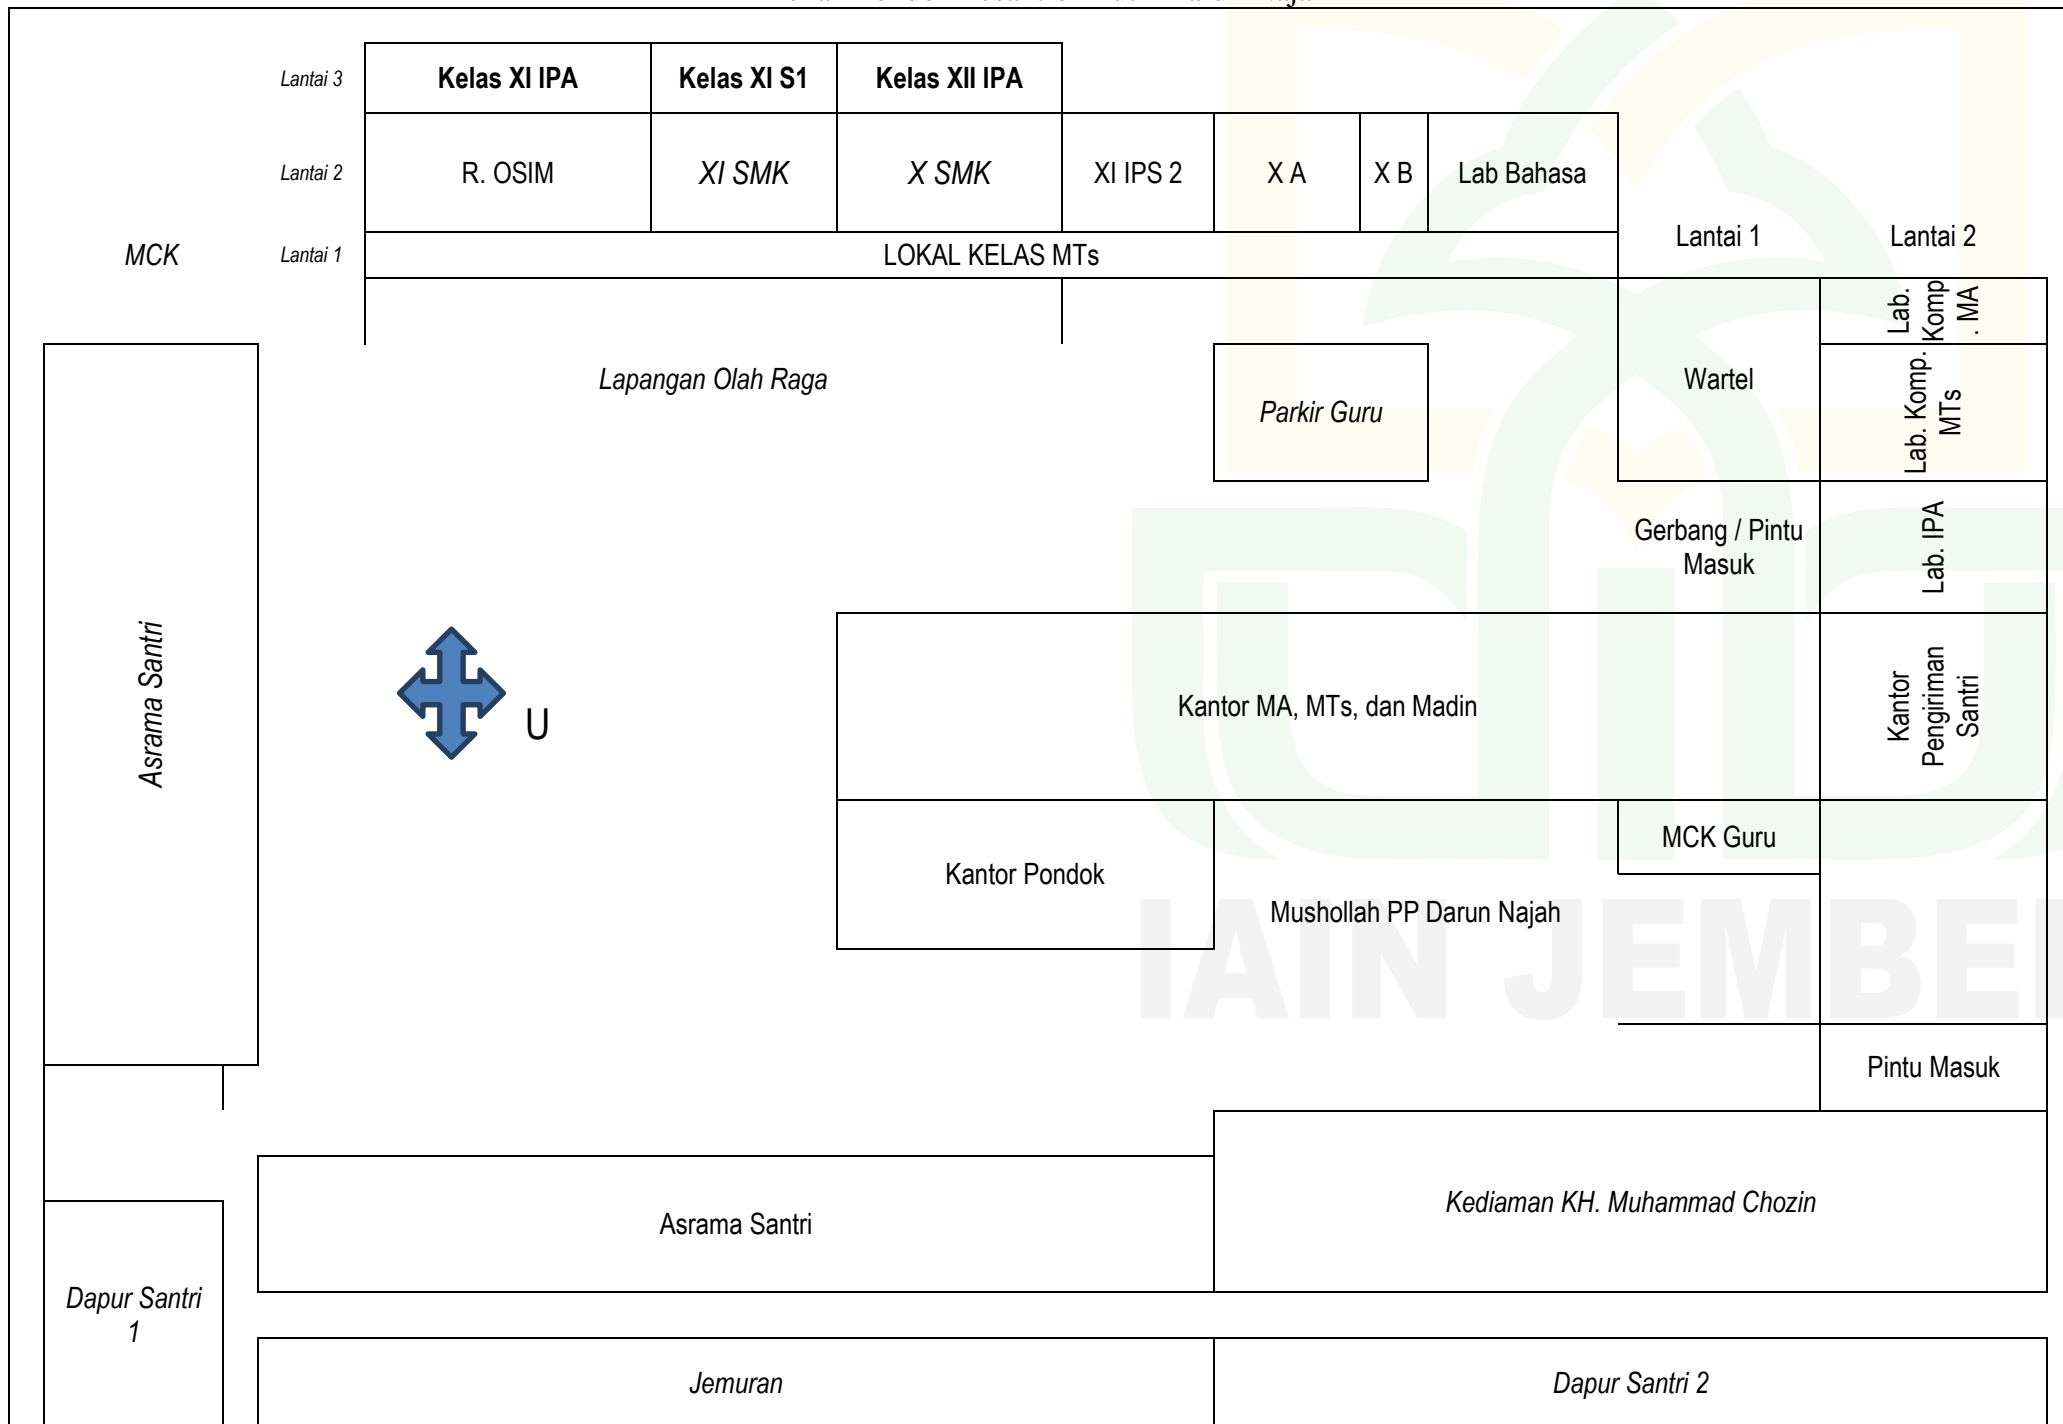 Lantai 3
Kelas XI IPA
Kelas XI S1
Kelas XII IPA
Lantai 2
R. OSIM
XI SMK
X SMK
XI IPS 2
X A
X B
Lab Bahasa
Lantai 1
Lantai 2
MCK
Lantai 1
LOKAL KELAS MTs
Lab.
Komp
. MA
Lapangan Olah Raga
Parkir Guru
Wartel
Lab. Komp.
MTs
Gerbang / Pintu
Masuk
Lab. IPA
Asrama Santri
U
Kantor MA, MTs, dan Madin
Kantor
Pengiriman
Santri
Kantor Pondok
MCK Guru
Mushollah PP Darun Najah
IAIN JEMBE
Pintu Masuk
Asrama Santri
Kediaman KH. Muhammad Chozin
Dapur Santri
1
Jemuran
Dapur Santri 2